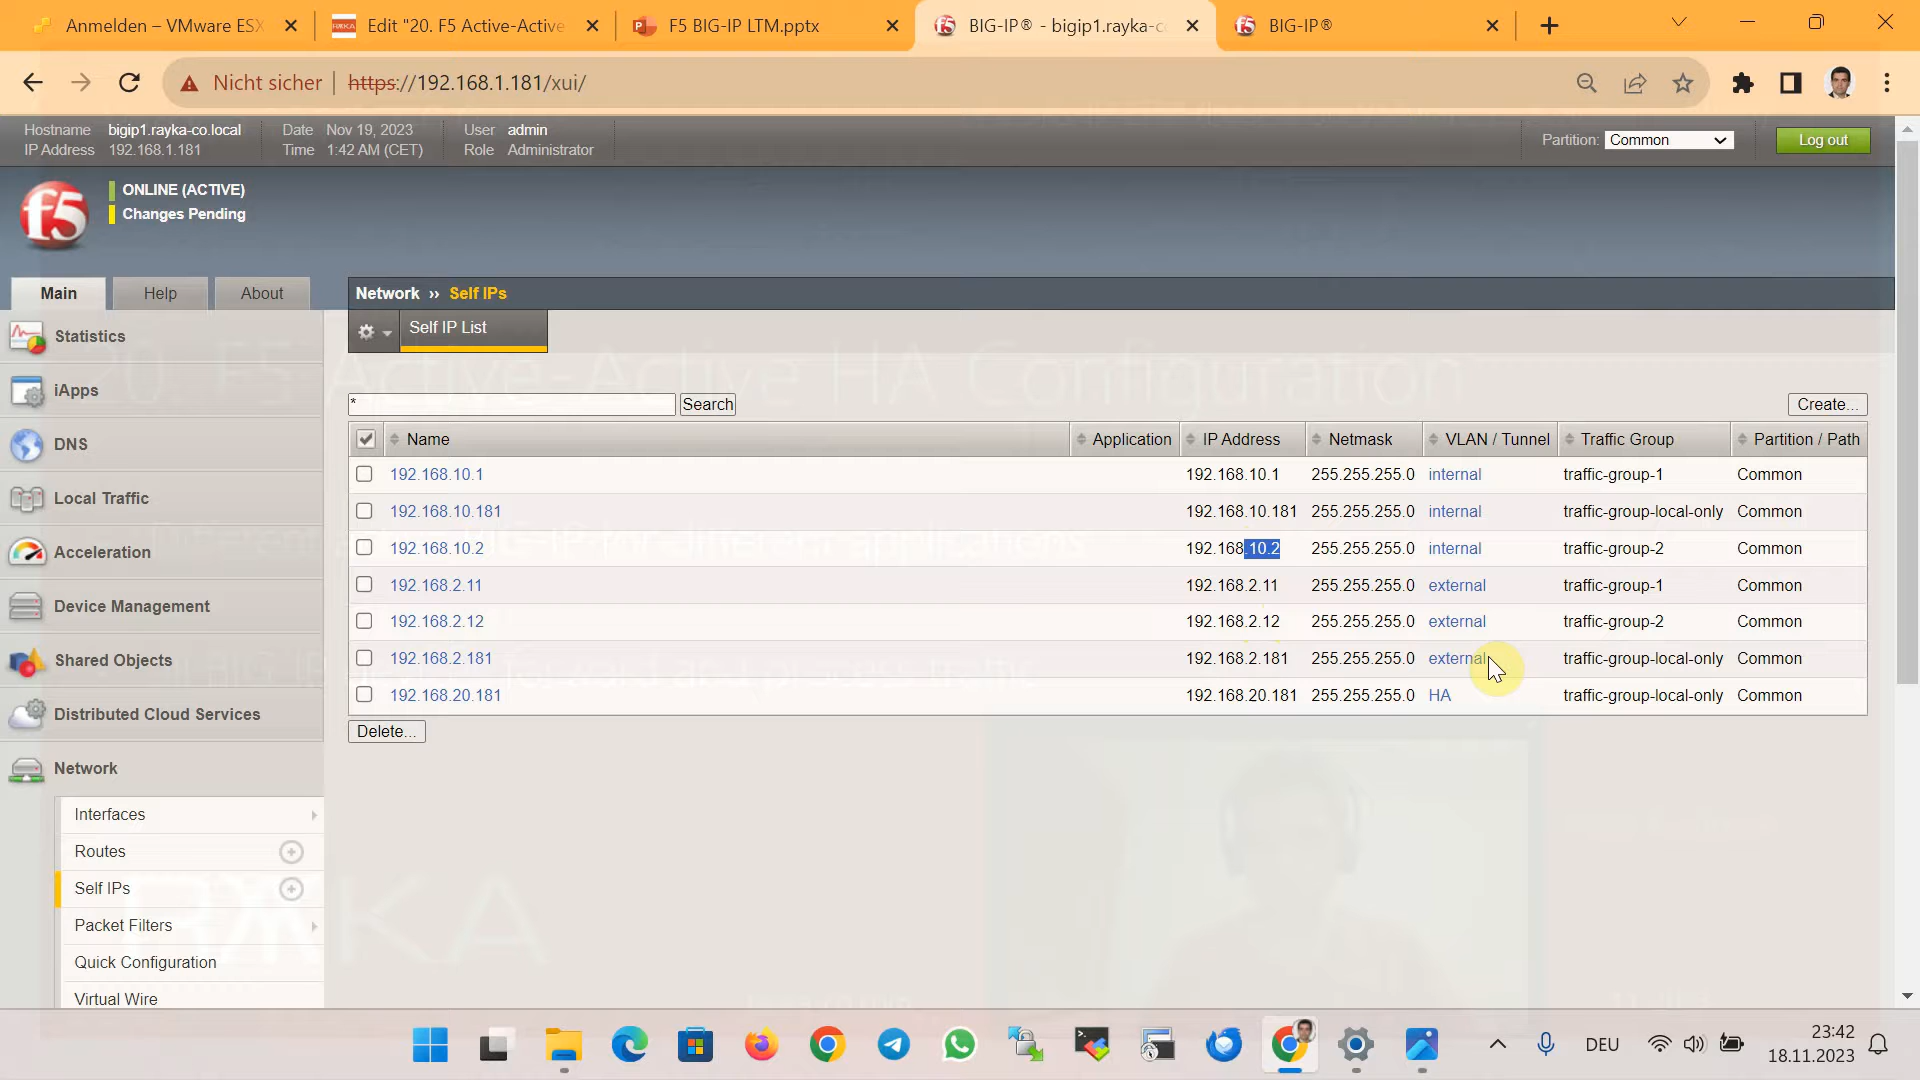 Anmelden – VMware ESX
Edit "20. F5 Active-Active
F5 BIG-IP LTM.pptx
BIG-IP® - bigip1.rayka-co
BIG-IP®
Nicht sicher
https://192.168.1.181/xui/
Hostname bigip1.rayka-co.local
IP Address 192.168.1.181
Date Nov 19, 2023
Time 1:42 AM (CET)
User admin
Role Administrator
Partition: Common
Log out
f5
ONLINE (ACTIVE)
Changes Pending
Main
Help
About
Network ›› Self IPs
Self IP List
Statistics
iApps
DNS
Local Traffic
Acceleration
Device Management
Shared Objects
Distributed Cloud Services
Network
Interfaces
Routes
Self IPs
Packet Filters
Quick Configuration
Virtual Wire
20. F5 Active-Active HA Configuration
*
Search
Create...
Name Application IP Address Netmask VLAN / Tunnel Traffic Group Partition / Path
192.168.10.1 192.168.10.1 255.255.255.0 internal traffic-group-1 Common
192.168.10.181 192.168.10.181 255.255.255.0 internal traffic-group-local-only Common
192.168.10.2 192.168.10.2 255.255.255.0 internal traffic-group-2 Common
192.168.2.11 192.168.2.11 255.255.255.0 external traffic-group-1 Common
192.168.2.12 192.168.2.12 255.255.255.0 external traffic-group-2 Common
192.168.2.181 192.168.2.181 255.255.255.0 external traffic-group-local-only Common
192.168.20.181 192.168.20.181 255.255.255.0 HA traffic-group-local-only Common
Delete...
RAYKA
DEU
23:42
18.11.2023